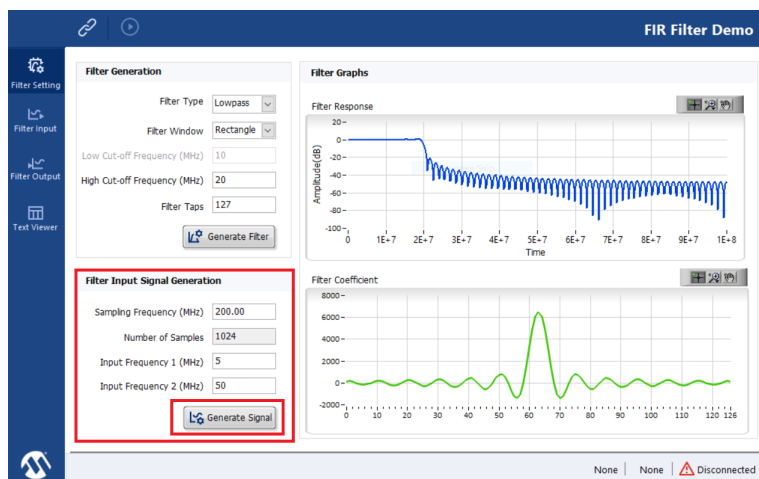 FIR Filter Demo
Filter Setting
Filter Input
Filter Output
Text Viewer
Filter Generation
Filter Type Lowpass
Filter Window Rectangle
Low Cut-off Frequency (MHz) 10
High Cut-off Frequency (MHz) 20
Filter Taps 127
Generate Filter
Filter Input Signal Generation
Sampling Frequency (MHz) 200.00
Number of Samples 1024
Input Frequency 1 (MHz) 5
Input Frequency 2 (MHz) 50
Generate Signal
Filter Graphs
Filter Response
Amplitude(dB)
20
0
-20
-40
-60
-80
-100
0 1E+7 2E+7 3E+7 4E+7 5E+7 6E+7 7E+7 8E+7 9E+7 1E+8
Time
Filter Coefficient
8000
6000
4000
2000
0
-2000
0 10 20 30 40 50 60 70 80 90 100 110 120 126
None None Disconnected